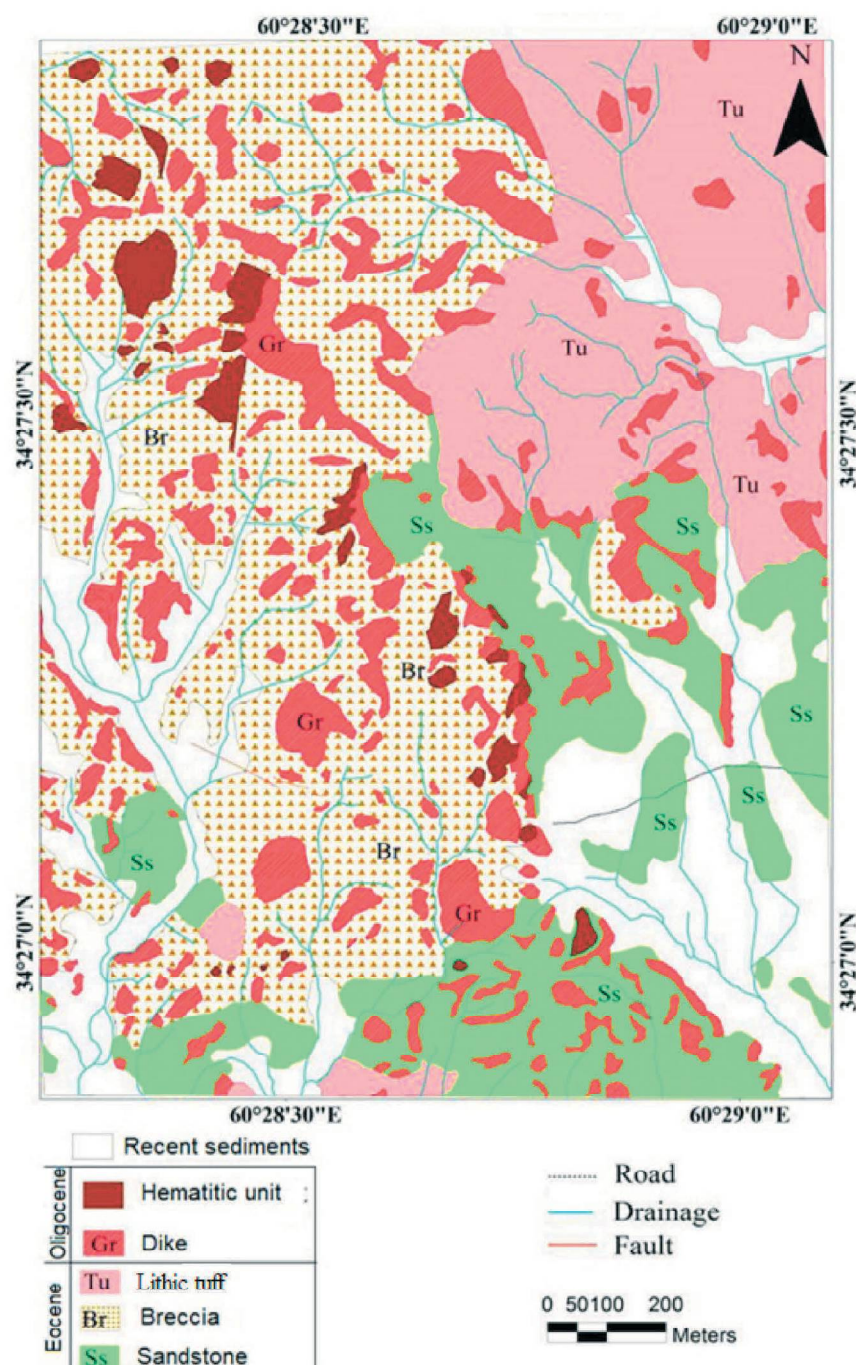 60°28'30"E 60°29'0"E
N
Tu
Tu
Gr
Tu
34°27'30"N
34°27'30"N
Br
Tu
Ss
Ss
Br
Ss
Gr
Ss
Ss
Br
Ss
Gr
34°27'0"N
34°27'0"N
Ss
60°28'30"E 60°29'0"E
Recent sediments
Oligocene
Hematitic unit
Gr Dike
Eocene
Tu Lithic tuff
Br Breccia
Ss Sandstone
Road
Drainage
Fault
0 50 100 200
Meters